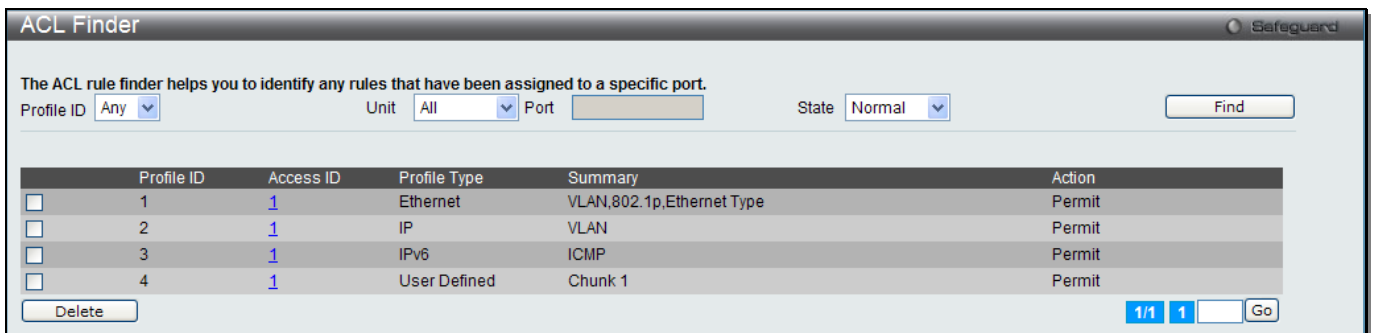 ACL Finder Safeguard
The ACL rule finder helps you to identify any rules that have been assigned to a specific port.
Profile ID Any Unit All Port State Normal Find
Profile ID Access ID Profile Type Summary Action
1 1 Ethernet VLAN,802.1p,Ethernet Type Permit
2 1 IP VLAN Permit
3 1 IPv6 ICMP Permit
4 1 User Defined Chunk 1 Permit
Delete 1/1 1 Go